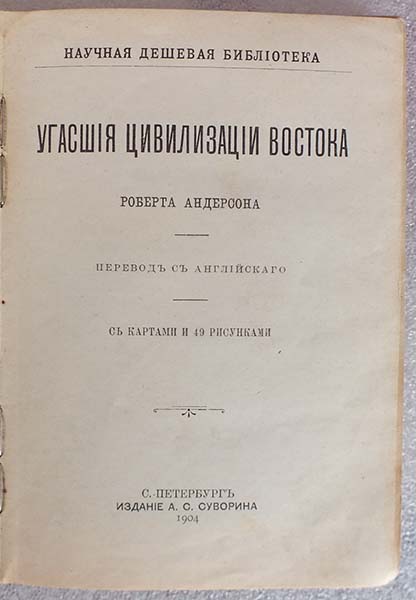 НАУЧНАЯ ДЕШЕВАЯ БИБЛІОТЕКА
УГАСШІЯ ЦИВИЛИЗАЦІИ ВОСТОКА
РОБЕРТА АНДЕРСОНА
ПЕРЕВОДЪ СЪ АНГЛІЙСКАГО
СЪ КАРТАМИ И 49 РИСУНКАМИ
С.-ПЕТЕРБУРГЪ
ИЗДАНІЕ А. С. СУВОРИНА
1904